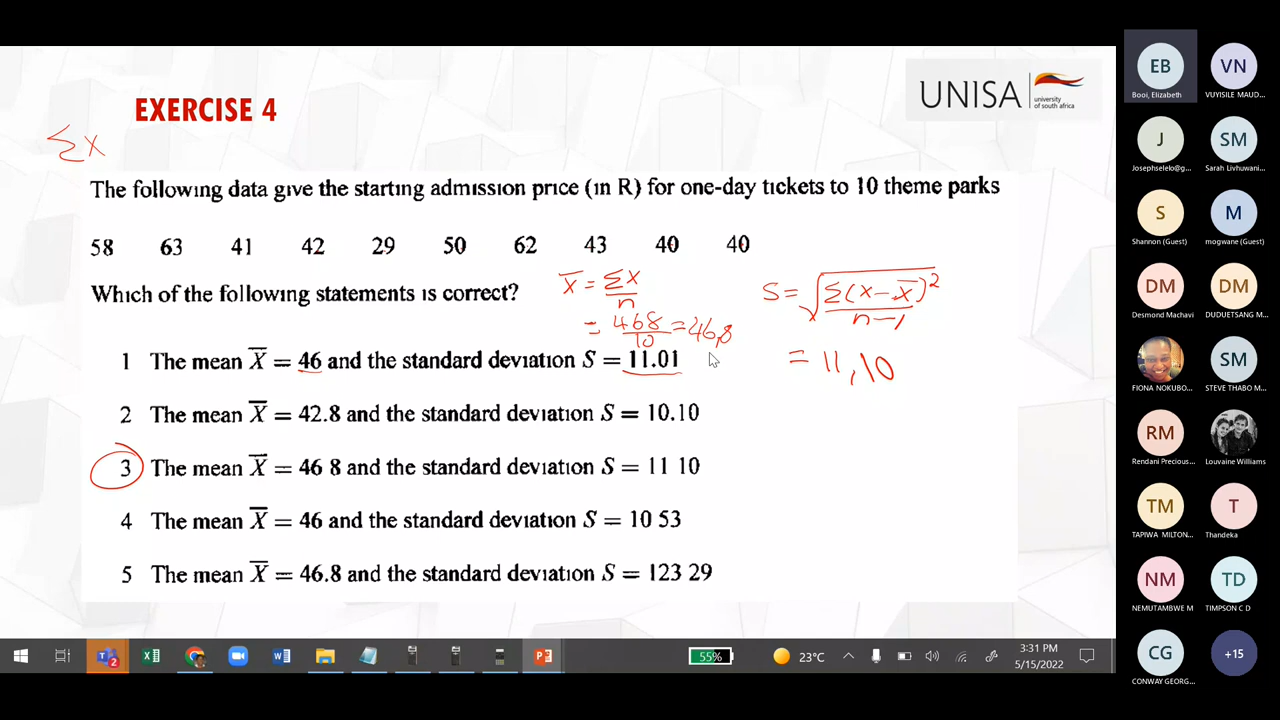 UNISA
university
of south africa
EXERCISE 4
∑x
The following data give the starting admission price (in R) for one-day tickets to 10 theme parks
58 63 41 42 29 50 62 43 40 40
Which of the following statements is correct?
x̅ = ∑x/n
= 468/10 = 46,8
S = √(∑(x-x̅)²/n-1)
= 11,10
1 The mean X̅ = 46 and the standard deviation S = 11.01
2 The mean X̅ = 42.8 and the standard deviation S = 10.10
3 The mean X̅ = 46 8 and the standard deviation S = 11 10
4 The mean X̅ = 46 and the standard deviation S = 10 53
5 The mean X̅ = 46.8 and the standard deviation S = 123 29
EB VN
Booi, Elizabeth VUYISILE MAUD...
J SM
Josephselelo@g... Sarah Livhuwani...
S M
Shannon (Guest) mogwane (Guest)
DM DM
Desmond Machavi DUDUETSANG M...
SM
FIONA NOKUBO... STEVE THABO M...
RM
Rendani Precious... Louvaine Williams
TM T
TAPIWA MILTON... Thandeka
NM TD
NEMUTAMBWE M TIMPSON C D
CG +15
CONWAY GEORG...
2
55%
23°C
3:31 PM
5/15/2022